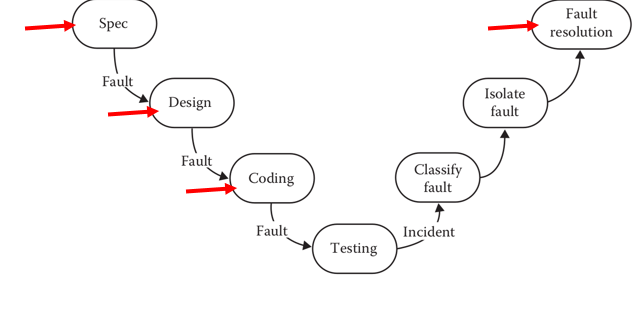 Spec
Fault
Design
Fault
Coding
Fault
Testing
Incident
Classify
fault
Isolate
fault
Fault
resolution